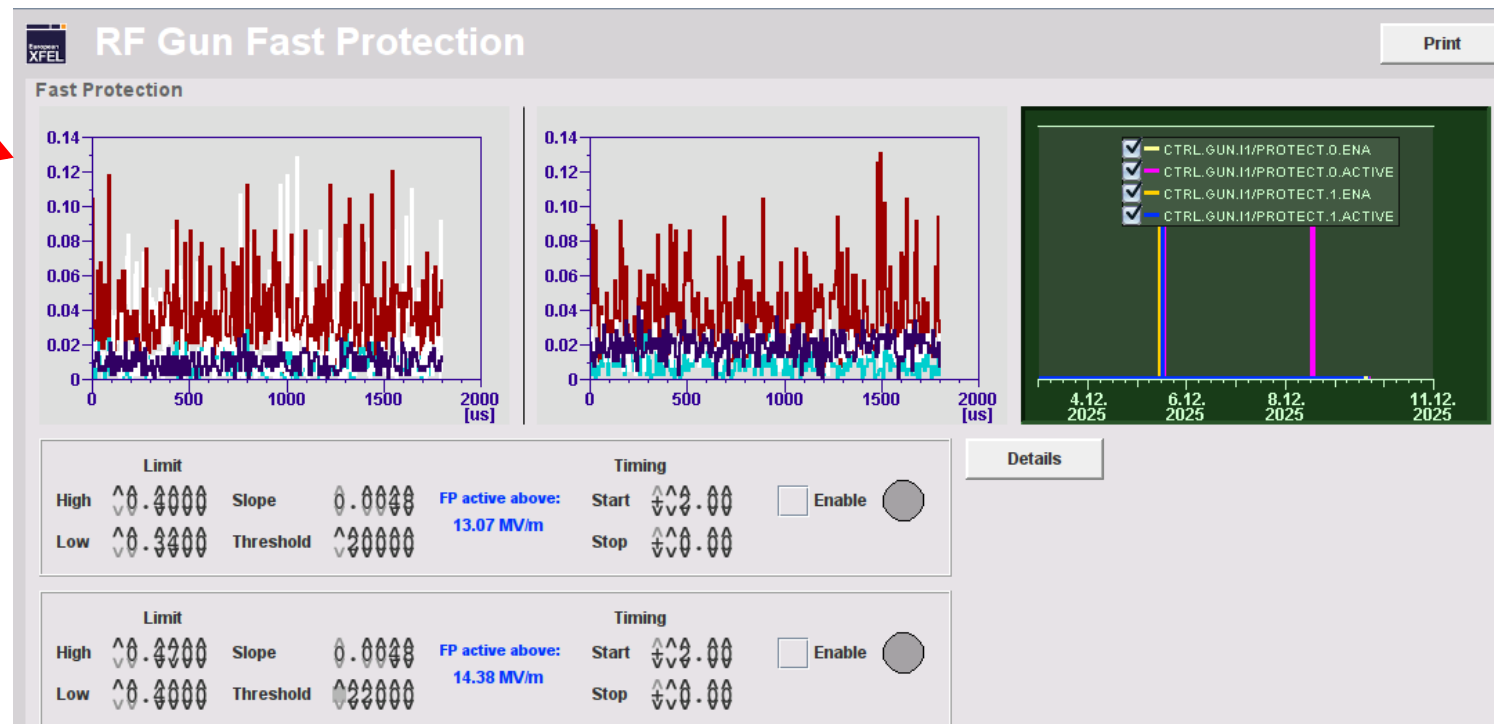 European
XFEL
RF Gun Fast Protection
Print
Fast Protection
0.14
0.12
0.10
0.08
0.06
0.04
0.02
0
0 500 1000 1500 2000
[us]
0.14
0.12
0.10
0.08
0.06
0.04
0.02
0
0 500 1000 1500 2000
[us]
CTRL.GUN.I1/PROTECT.0.ENA
CTRL.GUN.I1/PROTECT.0.ACTIVE
CTRL.GUN.I1/PROTECT.1.ENA
CTRL.GUN.I1/PROTECT.1.ACTIVE
4.12. 6.12. 8.12. 11.12.
2025 2025 2025 2025
Details
Limit Timing
High 0.4000 Slope 0.0048 FP active above: Start +2.00 Enable
13.07 MV/m
Low 0.3400 Threshold 20000 Stop +0.00
Limit Timing
High 0.4700 Slope 0.0048 FP active above: Start +2.00 Enable
14.38 MV/m
Low 0.4000 Threshold 22000 Stop +0.00